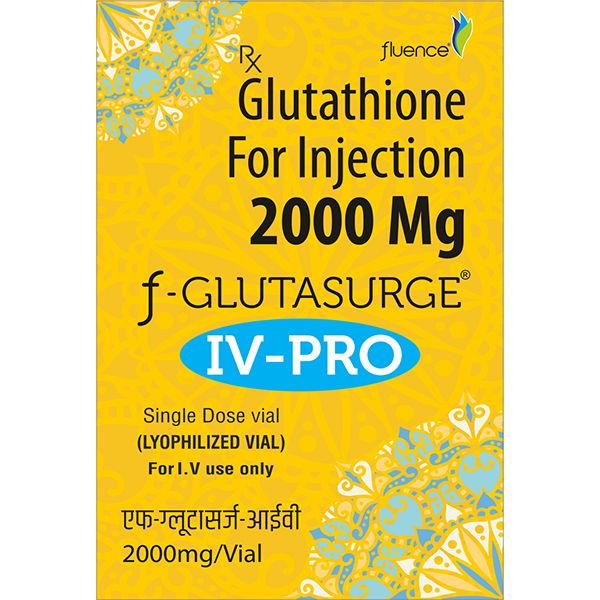 fluence
Rx
Glutathione
For Injection
2000 Mg
f-GLUTASURGE®
IV-PRO
Single Dose vial
(LYOPHILIZED VIAL)
For I.V use only
एफ-ग्लूटासर्ज-आईवी
2000mg/Vial